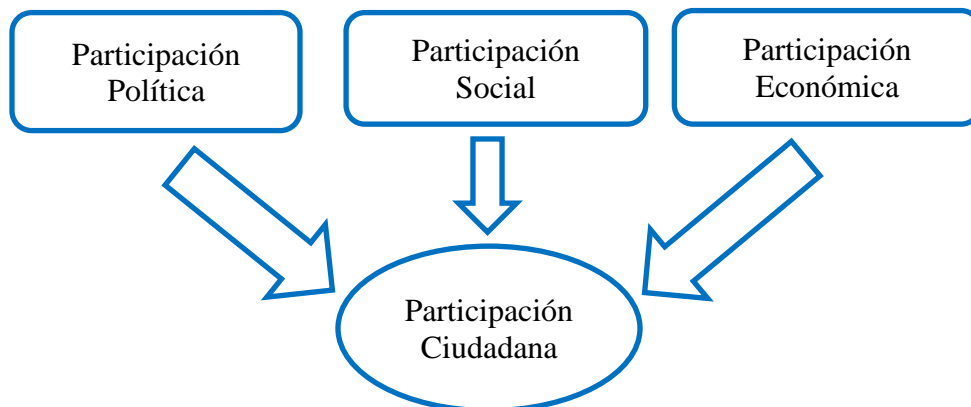 Participación
Política
Participación
Social
Participación
Económica
Participación
Ciudadana